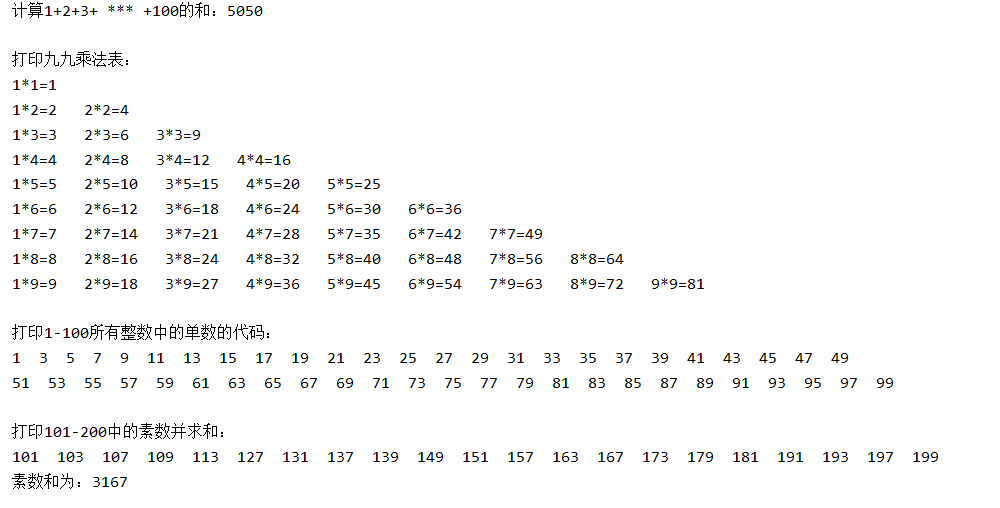 计算1+2+3+ *** +100的和：5050
打印九九乘法表：
1*1=1
1*2=2   2*2=4
1*3=3   2*3=6   3*3=9
1*4=4   2*4=8   3*4=12   4*4=16
1*5=5   2*5=10   3*5=15   4*5=20   5*5=25
1*6=6   2*6=12   3*6=18   4*6=24   5*6=30   6*6=36
1*7=7   2*7=14   3*7=21   4*7=28   5*7=35   6*7=42   7*7=49
1*8=8   2*8=16   3*8=24   4*8=32   5*8=40   6*8=48   7*8=56   8*8=64
1*9=9   2*9=18   3*9=27   4*9=36   5*9=45   6*9=54   7*9=63   8*9=72   9*9=81
打印1-100所有整数中的单数的代码：
1  3  5  7  9  11  13  15  17  19  21  23  25  27  29  31  33  35  37  39  41  43  45  47  49
51  53  55  57  59  61  63  65  67  69  71  73  75  77  79  81  83  85  87  89  91  93  95  97  99
打印101-200中的素数并求和：
101  103  107  109  113  127  131  137  139  149  151  157  163  167  173  179  181  191  193  197  199
素数和为：3167